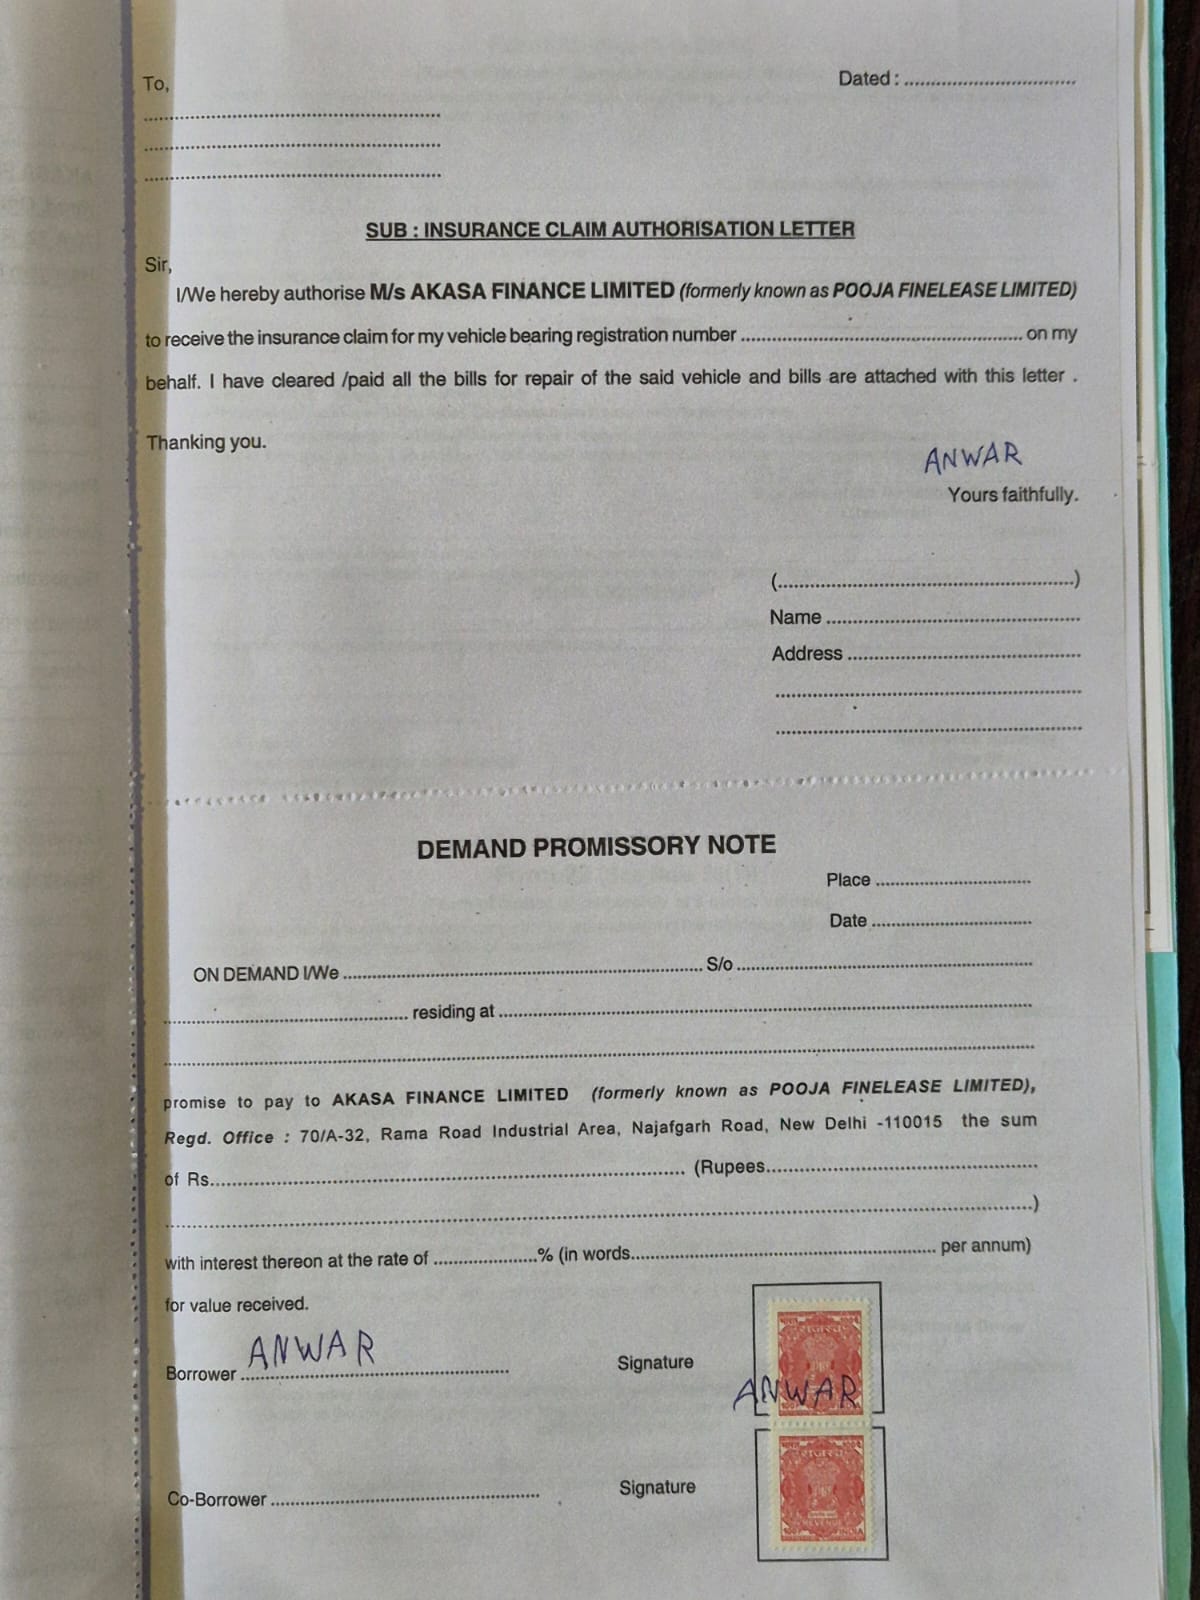 To,
Dated : ................................
........................................................
........................................................
........................................................
SUB : INSURANCE CLAIM AUTHORISATION LETTER
Sir,
I/We hereby authorise M/s AKASA FINANCE LIMITED (formerly known as POOJA FINELEASE LIMITED)
to receive the insurance claim for my vehicle bearing registration number ........................................................ on my
behalf. I have cleared /paid all the bills for repair of the said vehicle and bills are attached with this letter .
Thanking you.
ANWAR
Yours faithfully.
(........................................................)
Name ................................................
Address ............................................
........................................................
........................................................
DEMAND PROMISSORY NOTE
Place ................................
Date ................................
ON DEMAND I/We ........................................................ S/o ........................................................
................................................ residing at ........................................................
........................................................
promise to pay to AKASA FINANCE LIMITED (formerly known as POOJA FINELEASE LIMITED),
Regd. Office : 70/A-32, Rama Road Industrial Area, Najafgarh Road, New Delhi -110015 the sum
of Rs........................................................ (Rupees................................................
........................................................)
with interest thereon at the rate of ....................% (in words........................................................ per annum)
for value received.
Borrower ANWAR
Signature ANWAR
राजस्व
Co-Borrower ................................................
Signature
राजस्व
REVENUE
INDIA